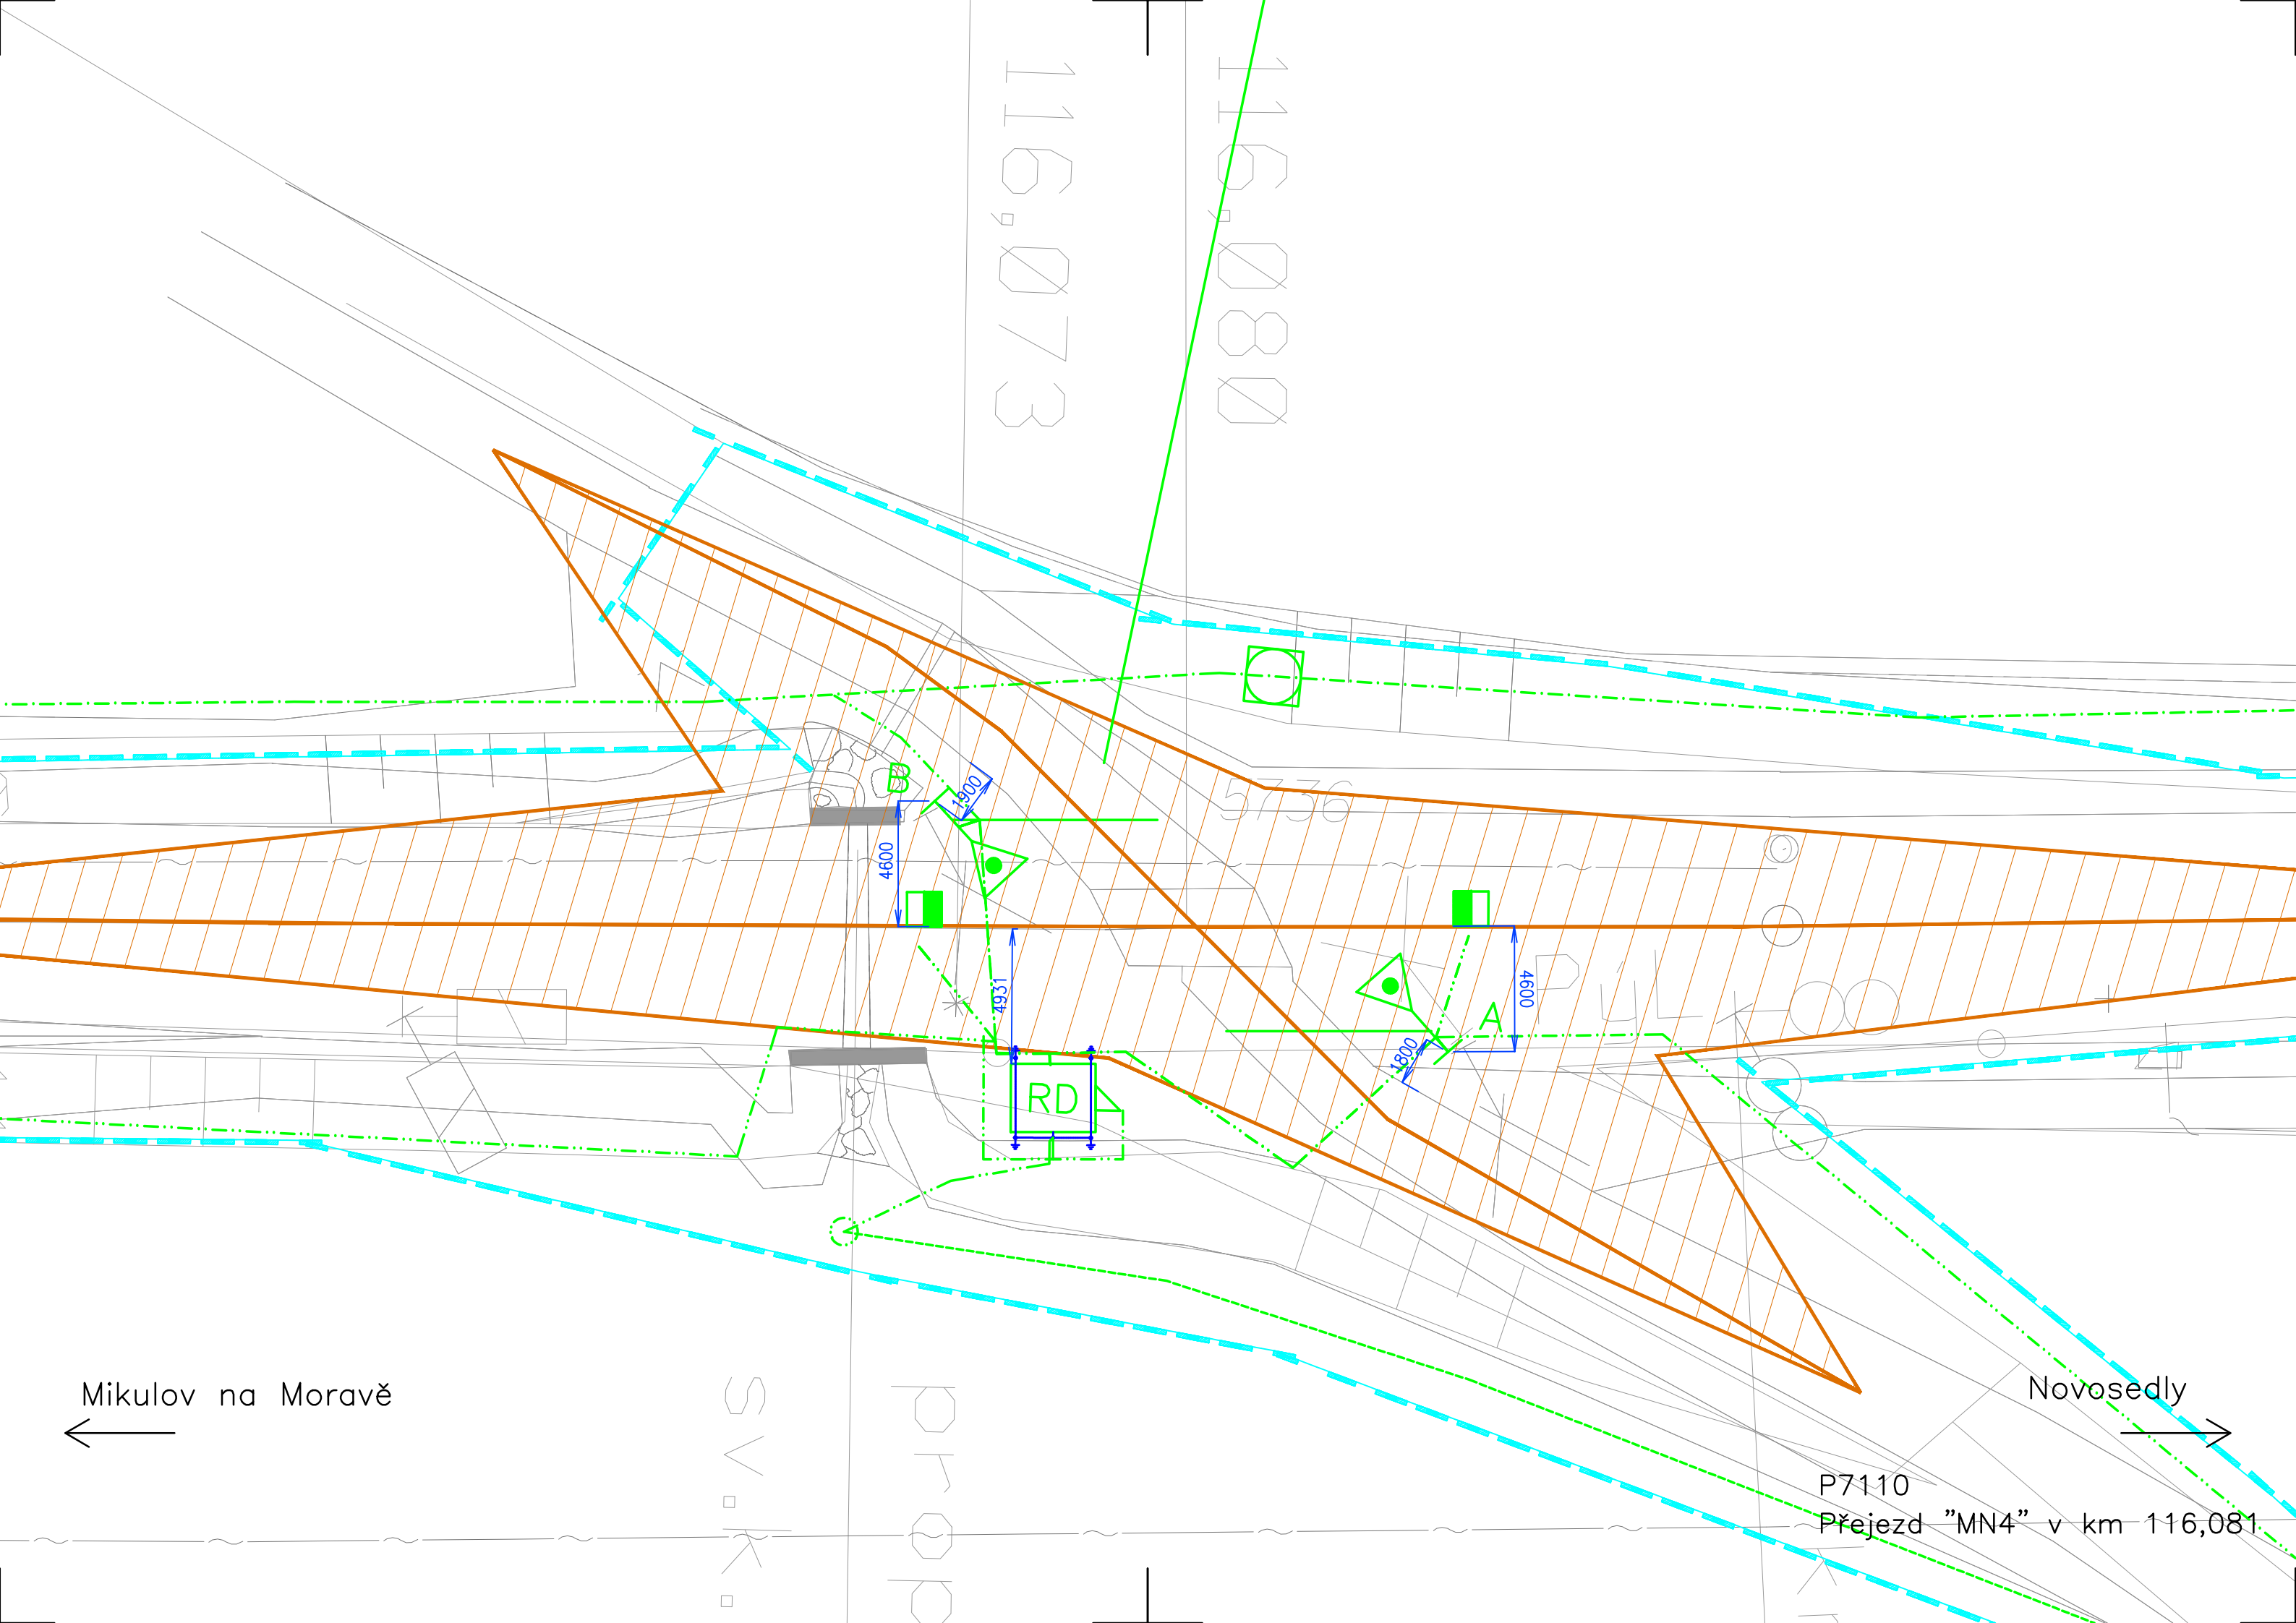 116,073
116,080
B
1900
5736
4600
4931
4600
A
1800
RD
Mikulov na Moravě
Novosedly
P7110
Přejezd "MN4" v km 116,081